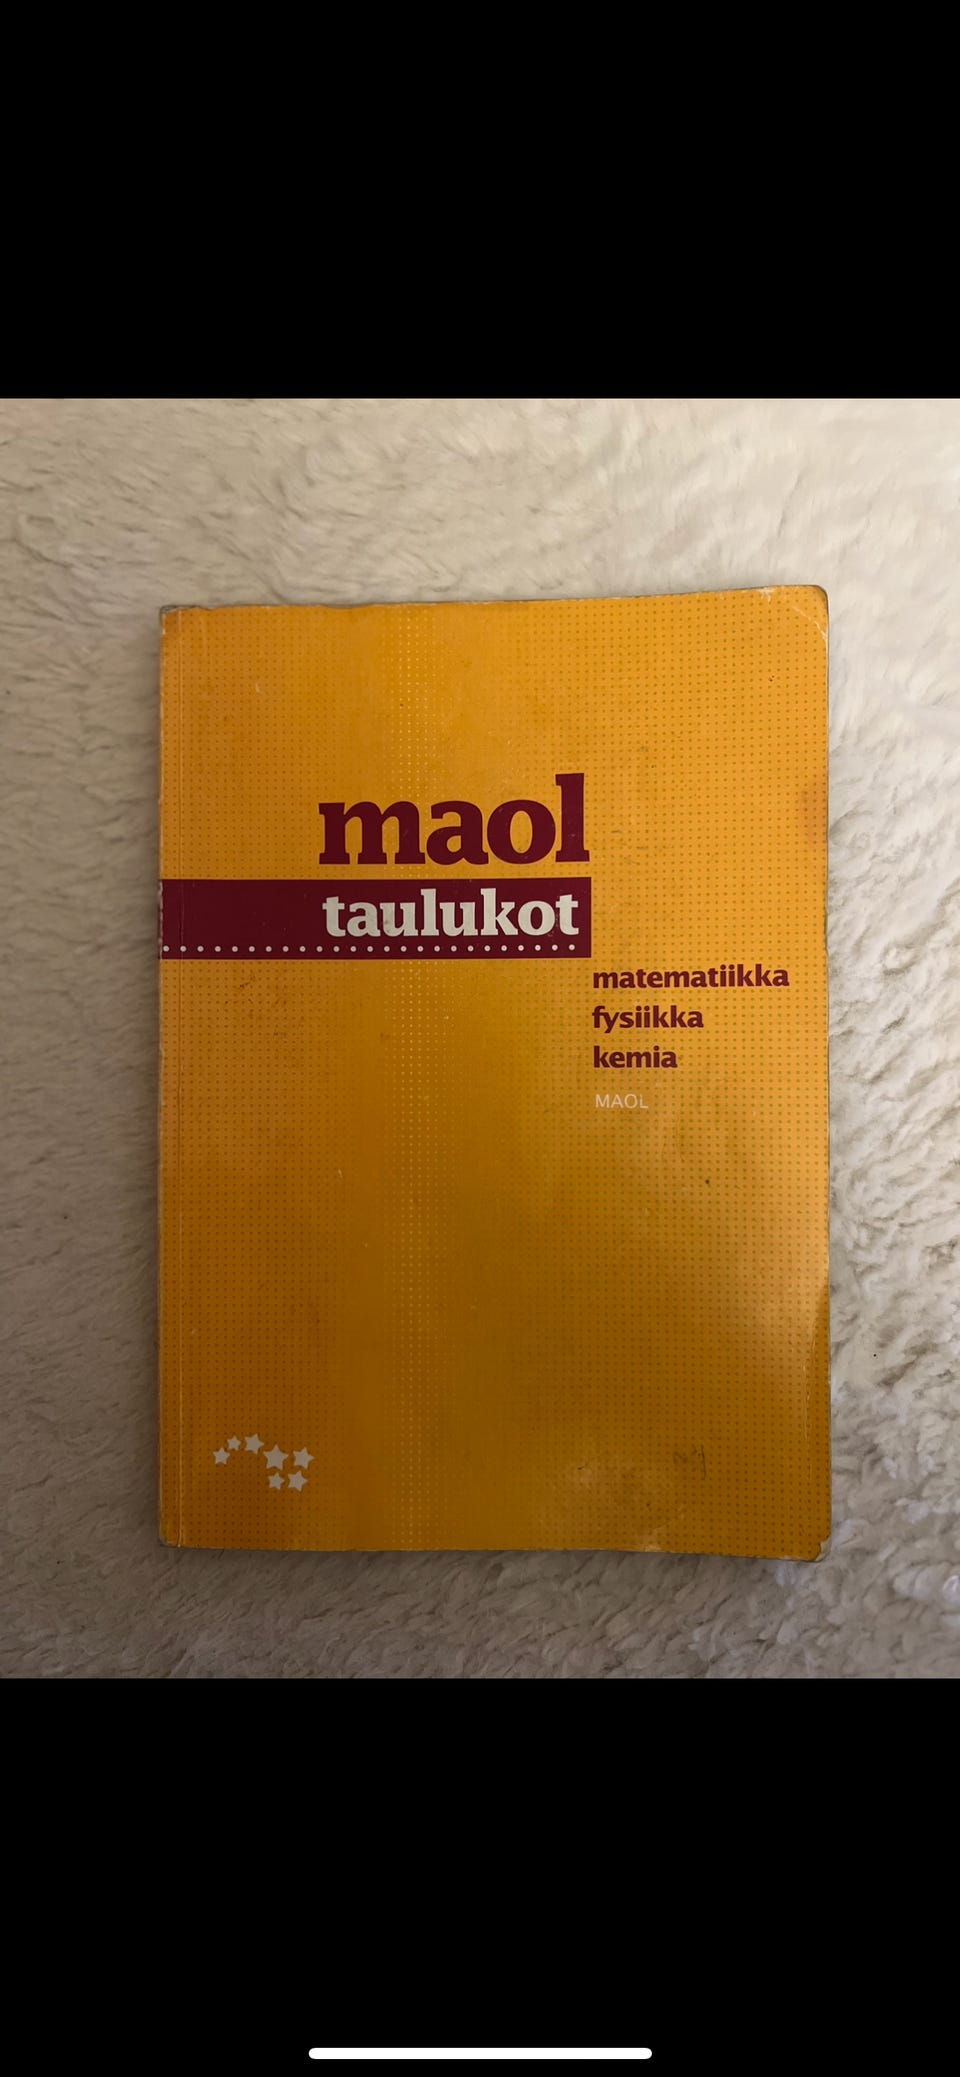 maol
taulukot
matematiikka
fysiikka
kemia
MAOL